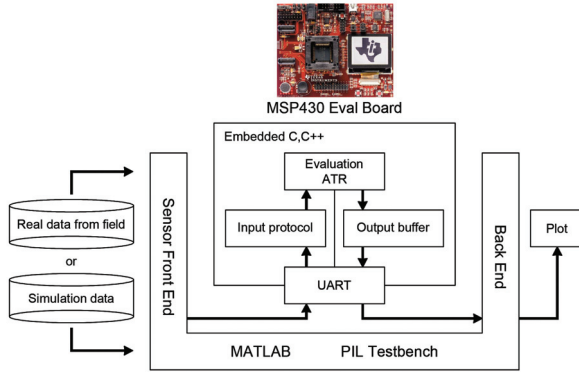 MSP430 Eval Board
Embedded C,C++
Evaluation
ATR
Input protocol
Output buffer
UART
Real data from field
or
Simulation data
Sensor Front End
Back End
Plot
MATLAB
PIL Testbench